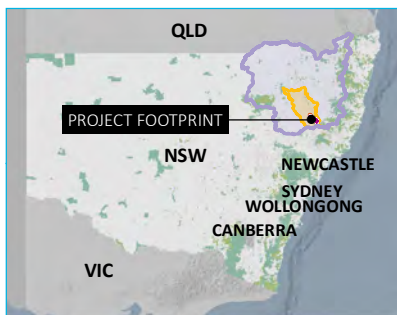 QLD
PROJECT FOOTPRINT
NSW
NEWCASTLE
SYDNEY
WOLLONGONG
CANBERRA
VIC